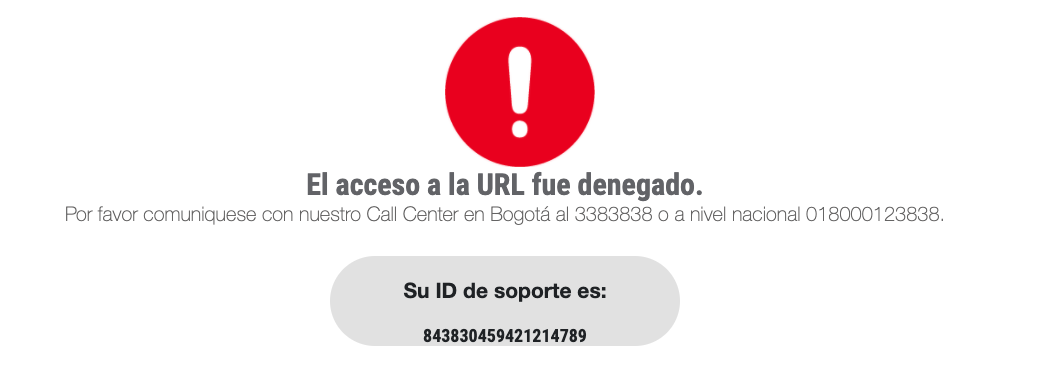 El acceso a la URL fue denegado.
Por favor comuniquese con nuestro Call Center en Bogotá al 3383838 o a nivel nacional 018000123838.
Su ID de soporte es:
843830459421214789